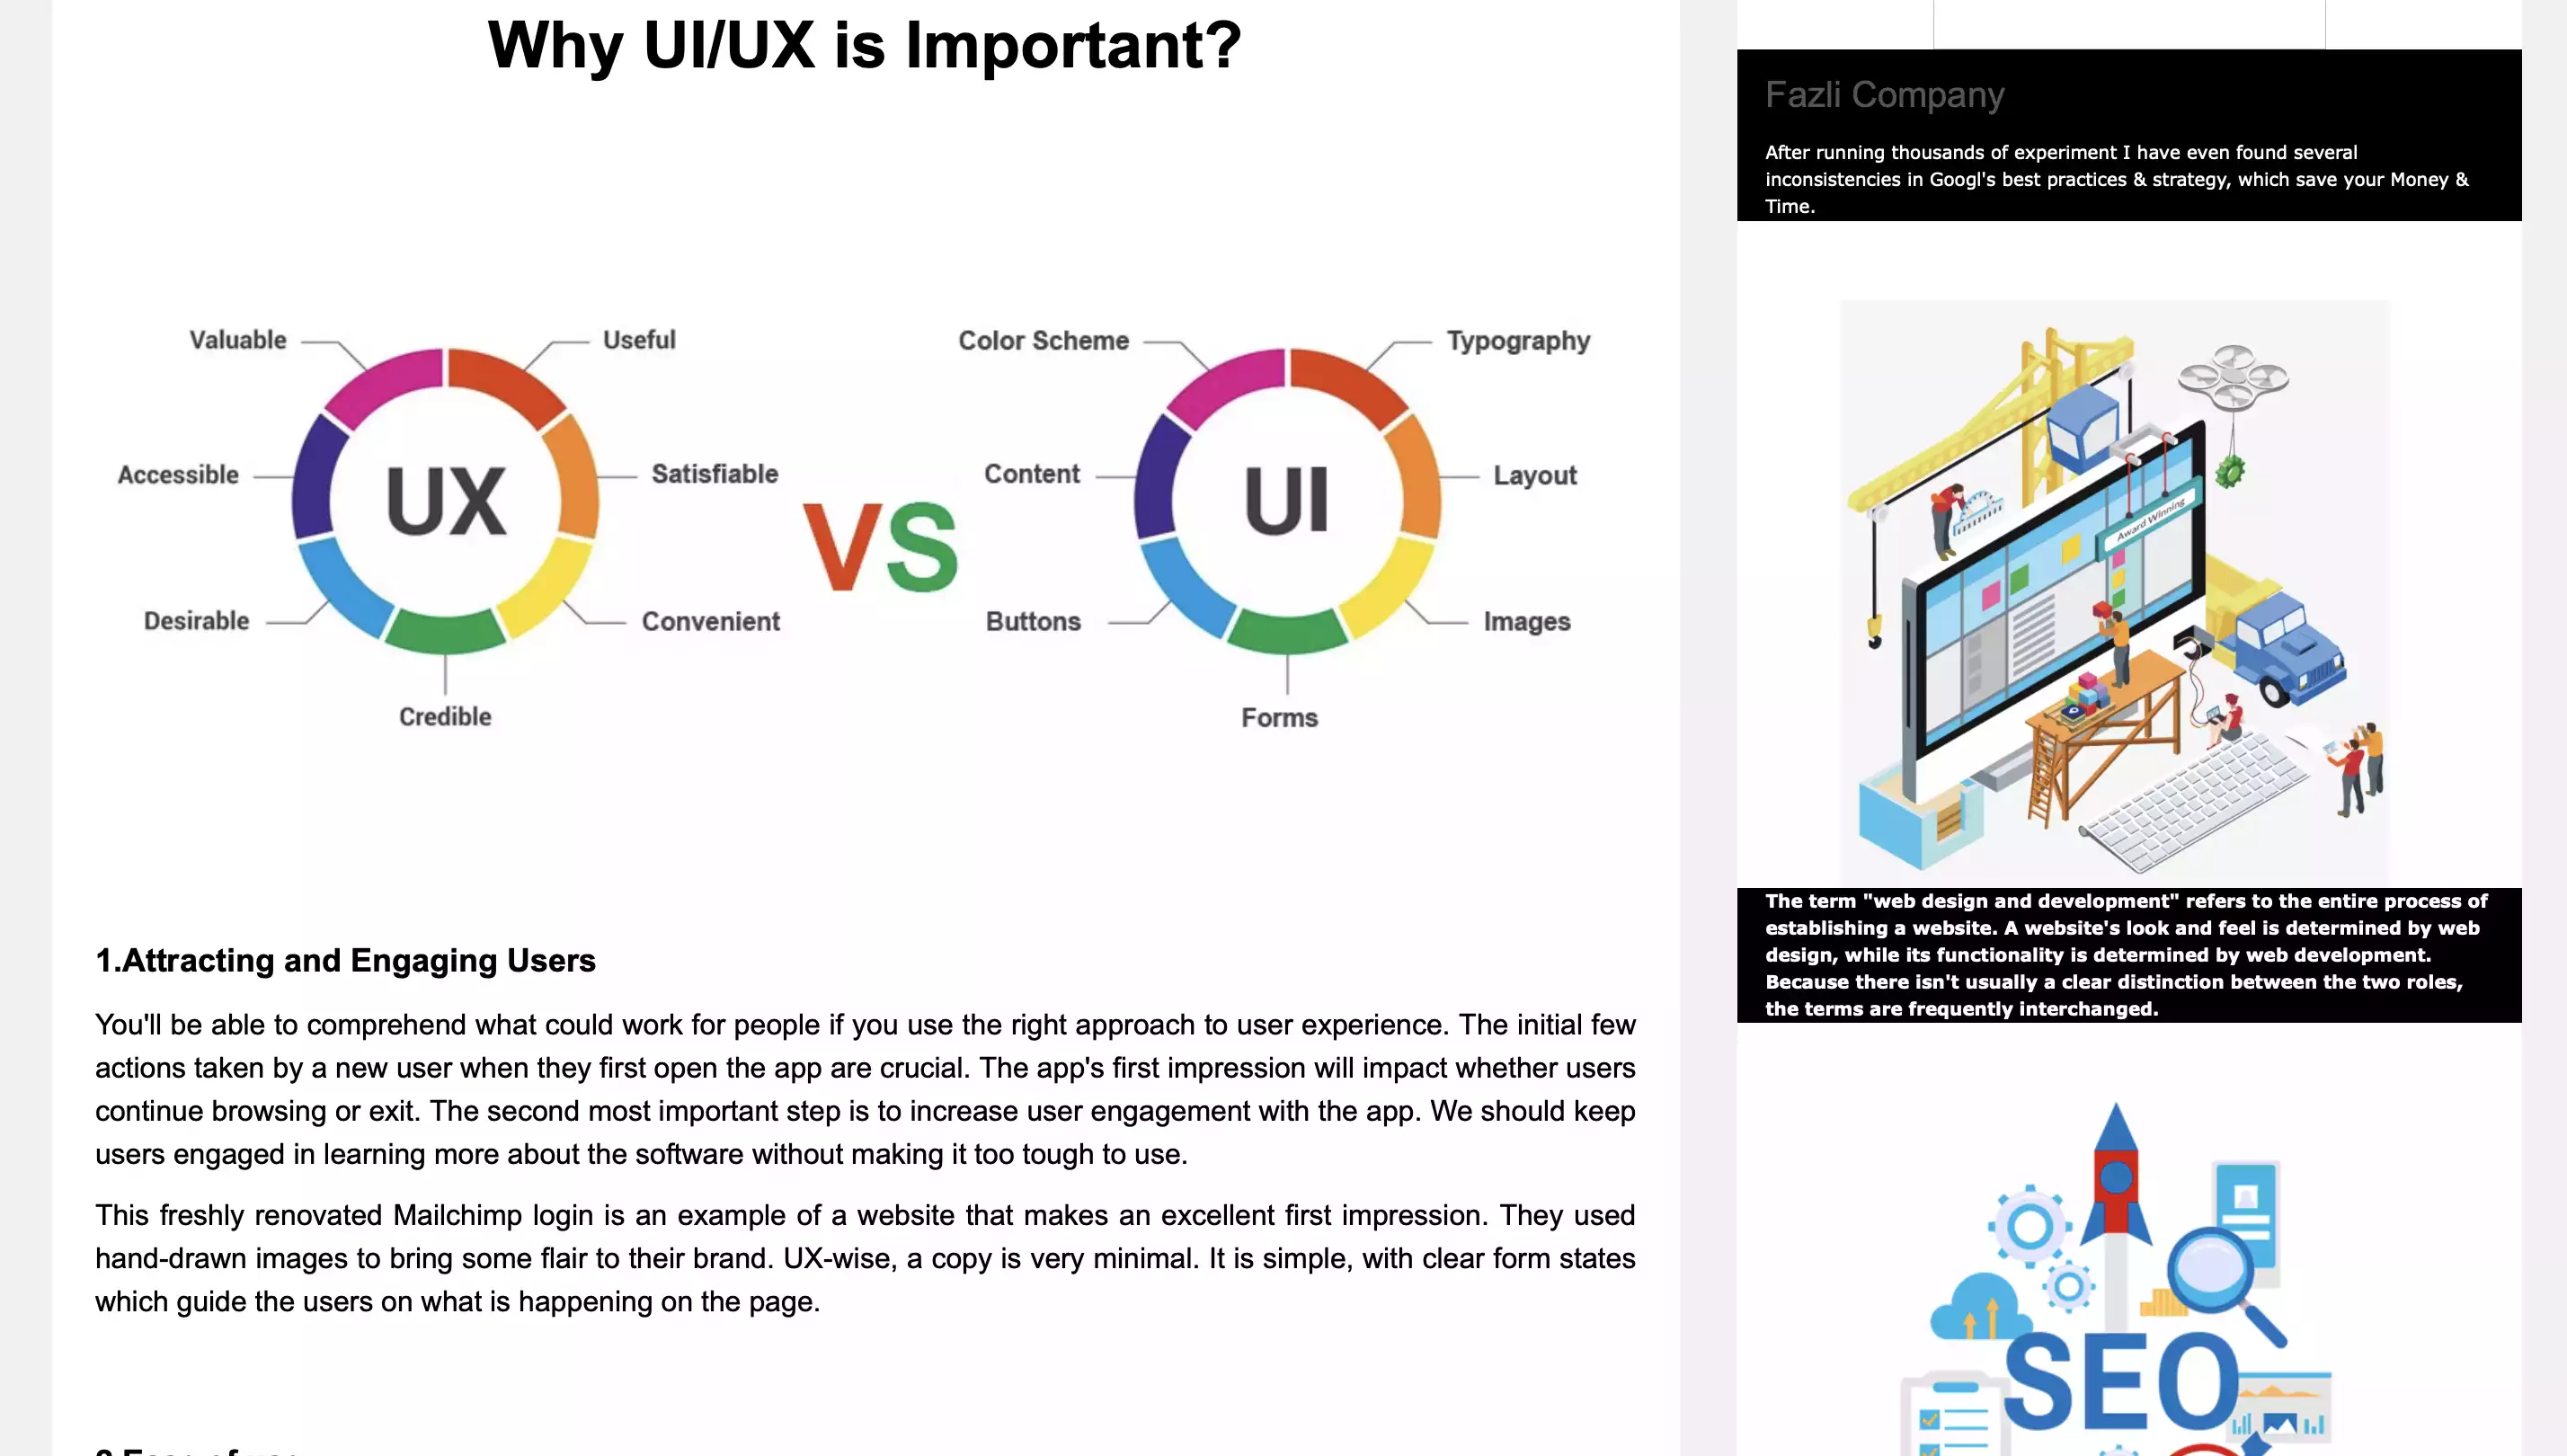 Why UI/UX is Important?
Valuable
Useful
Accessible
Satisfiable
UX
Desirable
Convenient
Credible
VS
Color Scheme
Typography
Content
Layout
UI
Buttons
Images
Forms
1.Attracting and Engaging Users
You'll be able to comprehend what could work for people if you use the right approach to user experience. The initial few
actions taken by a new user when they first open the app are crucial. The app's first impression will impact whether users
continue browsing or exit. The second most important step is to increase user engagement with the app. We should keep
users engaged in learning more about the software without making it too tough to use.
This freshly renovated Mailchimp login is an example of a website that makes an excellent first impression. They used
hand-drawn images to bring some flair to their brand. UX-wise, a copy is very minimal. It is simple, with clear form states
which guide the users on what is happening on the page.
Fazli Company
After running thousands of experiment I have even found several
inconsistencies in Googl's best practices & strategy, which save your Money &
Time.
Award Winning
The term "web design and development" refers to the entire process of
establishing a website. A website's look and feel is determined by web
design, while its functionality is determined by web development.
Because there isn't usually a clear distinction between the two roles,
the terms are frequently interchanged.
SEO